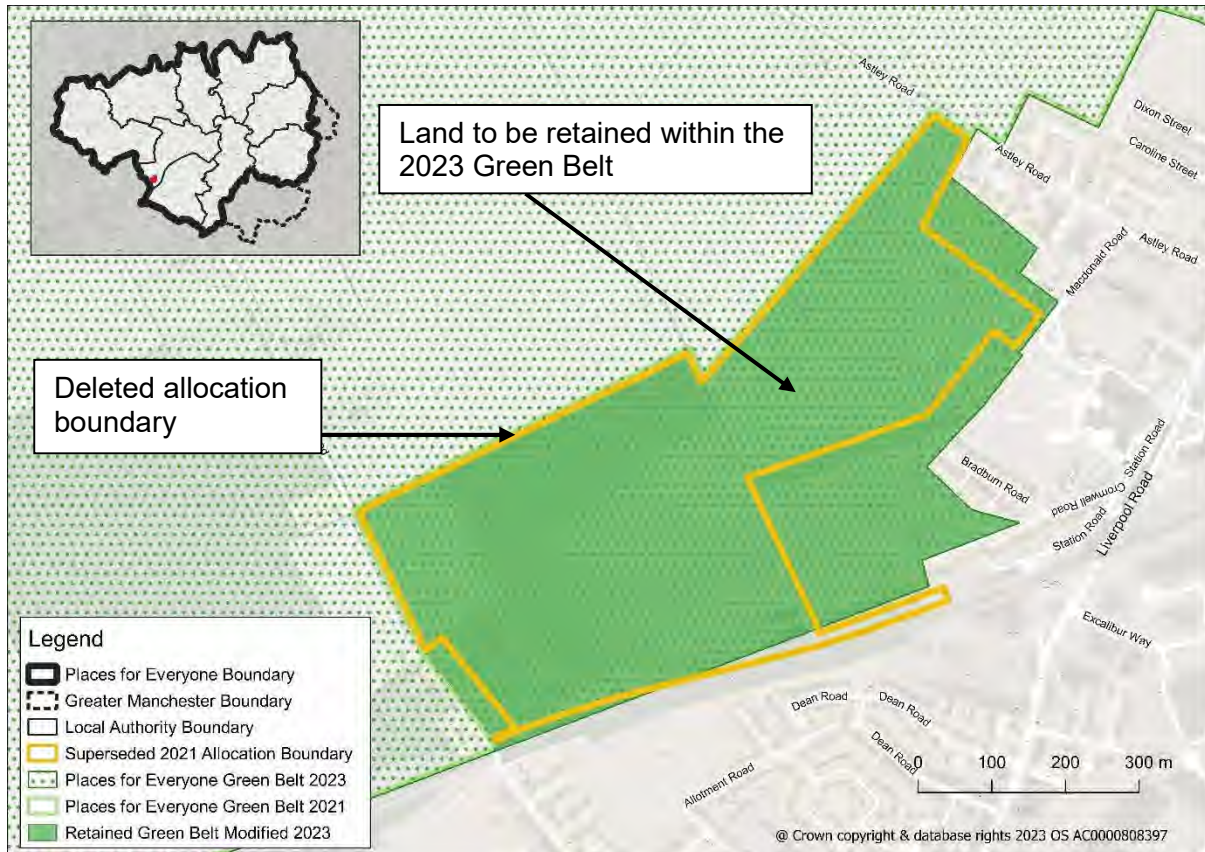 Astley Road
Land to be retained within the
2023 Green Belt
Dixon Street
Caroline Street
Astley Road
Astley Road
Macdonald Road
Deleted allocation
boundary
Bradburn Road
Station Road
Cromwell Road
Station Road
Liverpool Road
Excalibur Way
Dean Road
Dean Road
Dean Road
Allotment Road
0 100 200 300 m
Legend
Places for Everyone Boundary
Greater Manchester Boundary
Local Authority Boundary
Superseded 2021 Allocation Boundary
Places for Everyone Green Belt 2023
Places for Everyone Green Belt 2021
Retained Green Belt Modified 2023
@ Crown copyright & database rights 2023 OS AC0000808397